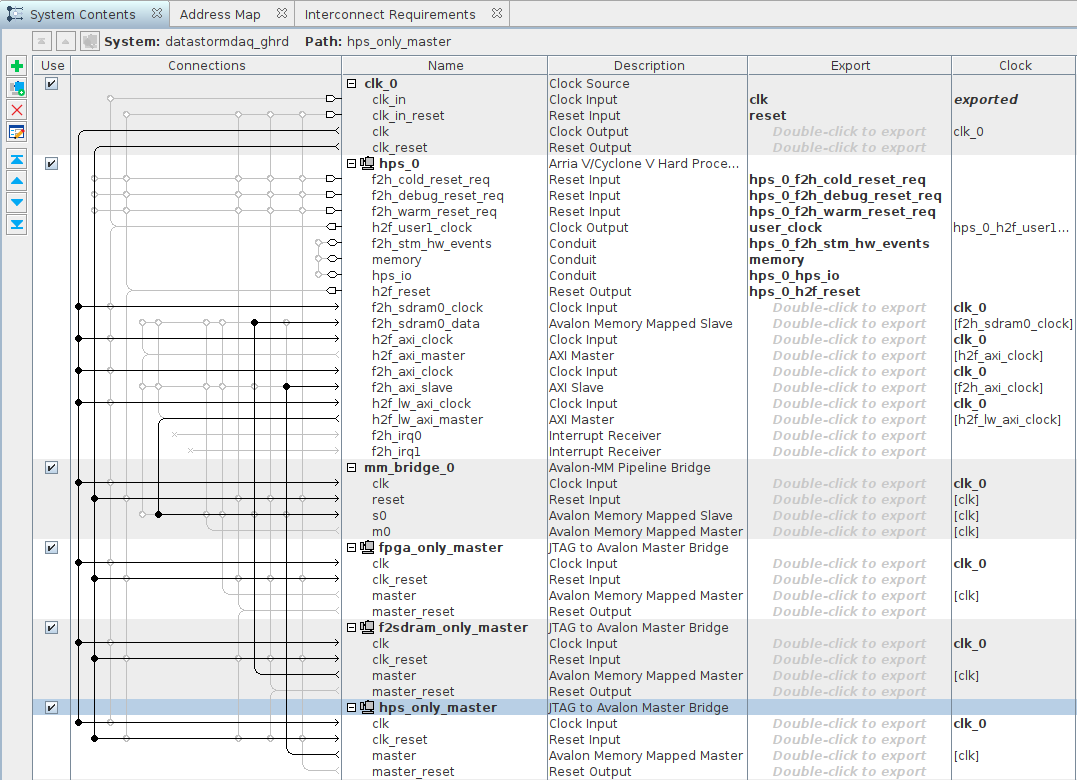 System Contents Address Map Interconnect Requirements
System: datastormdaq_ghrd Path: hps_only_master
Use Connections Name Description Export Clock
clk_0 Clock Source
clk_in Clock Input clk exported
clk_in_reset Reset Input reset
clk Clock Output Double-click to export clk_0
clk_reset Reset Output Double-click to export
hps_0 Arria V/Cyclone V Hard Proce...
f2h_cold_reset_req Reset Input hps_0_f2h_cold_reset_req
f2h_debug_reset_req Reset Input hps_0_f2h_debug_reset_req
f2h_warm_reset_req Reset Input hps_0_f2h_warm_reset_req
h2f_user1_clock Clock Output user_clock hps_0_h2f_user1...
f2h_stm_hw_events Conduit hps_0_f2h_stm_hw_events
memory Conduit memory
hps_io Conduit hps_0_hps_io
h2f_reset Reset Output hps_0_h2f_reset
f2h_sdram0_clock Clock Input Double-click to export clk_0
f2h_sdram0_data Avalon Memory Mapped Slave Double-click to export [f2h_sdram0_clock]
h2f_axi_clock Clock Input Double-click to export clk_0
h2f_axi_master AXI Master Double-click to export [h2f_axi_clock]
f2h_axi_clock Clock Input Double-click to export clk_0
f2h_axi_slave AXI Slave Double-click to export [f2h_axi_clock]
h2f_lw_axi_clock Clock Input Double-click to export clk_0
h2f_lw_axi_master AXI Master Double-click to export [h2f_lw_axi_clock]
f2h_irq0 Interrupt Receiver Double-click to export
f2h_irq1 Interrupt Receiver Double-click to export
mm_bridge_0 Avalon-MM Pipeline Bridge
clk Clock Input Double-click to export clk_0
reset Reset Input Double-click to export [clk]
s0 Avalon Memory Mapped Slave Double-click to export [clk]
m0 Avalon Memory Mapped Master Double-click to export [clk]
fpga_only_master JTAG to Avalon Master Bridge
clk Clock Input Double-click to export clk_0
clk_reset Reset Input Double-click to export
master Avalon Memory Mapped Master Double-click to export [clk]
master_reset Reset Output Double-click to export
f2sdram_only_master JTAG to Avalon Master Bridge
clk Clock Input Double-click to export clk_0
clk_reset Reset Input Double-click to export
master Avalon Memory Mapped Master Double-click to export [clk]
master_reset Reset Output Double-click to export
hps_only_master JTAG to Avalon Master Bridge
clk Clock Input Double-click to export clk_0
clk_reset Reset Input Double-click to export
master Avalon Memory Mapped Master Double-click to export [clk]
master_reset Reset Output Double-click to export